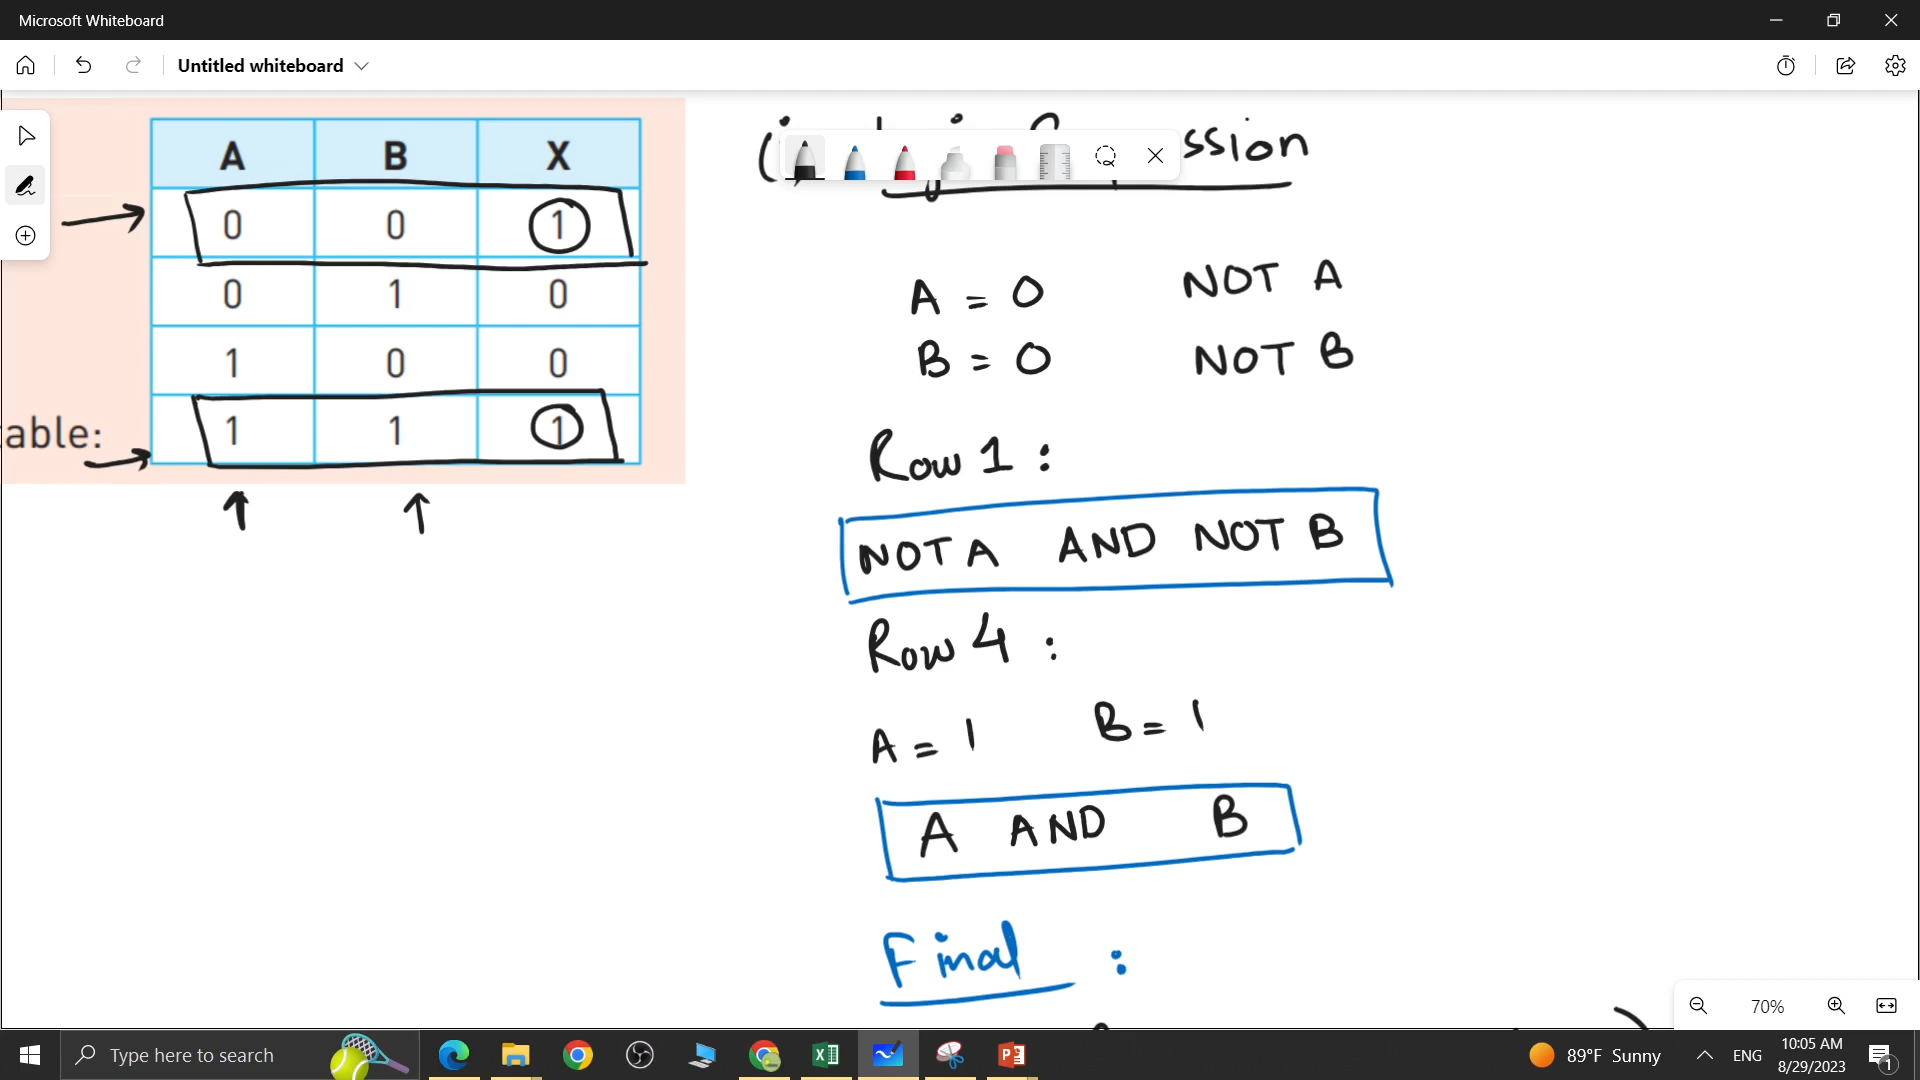 Microsoft Whiteboard
Untitled whiteboard
A B X
0 0 1
0 1 0
1 0 0
1 1 1
able:
ssion
A = 0 NOT A
B = 0 NOT B
Row 1 :
NOT A AND NOT B
Row 4 :
A = 1 B = 1
A AND B
Final :
70%
Type here to search
89°F Sunny
ENG
10:05 AM
8/29/2023
1